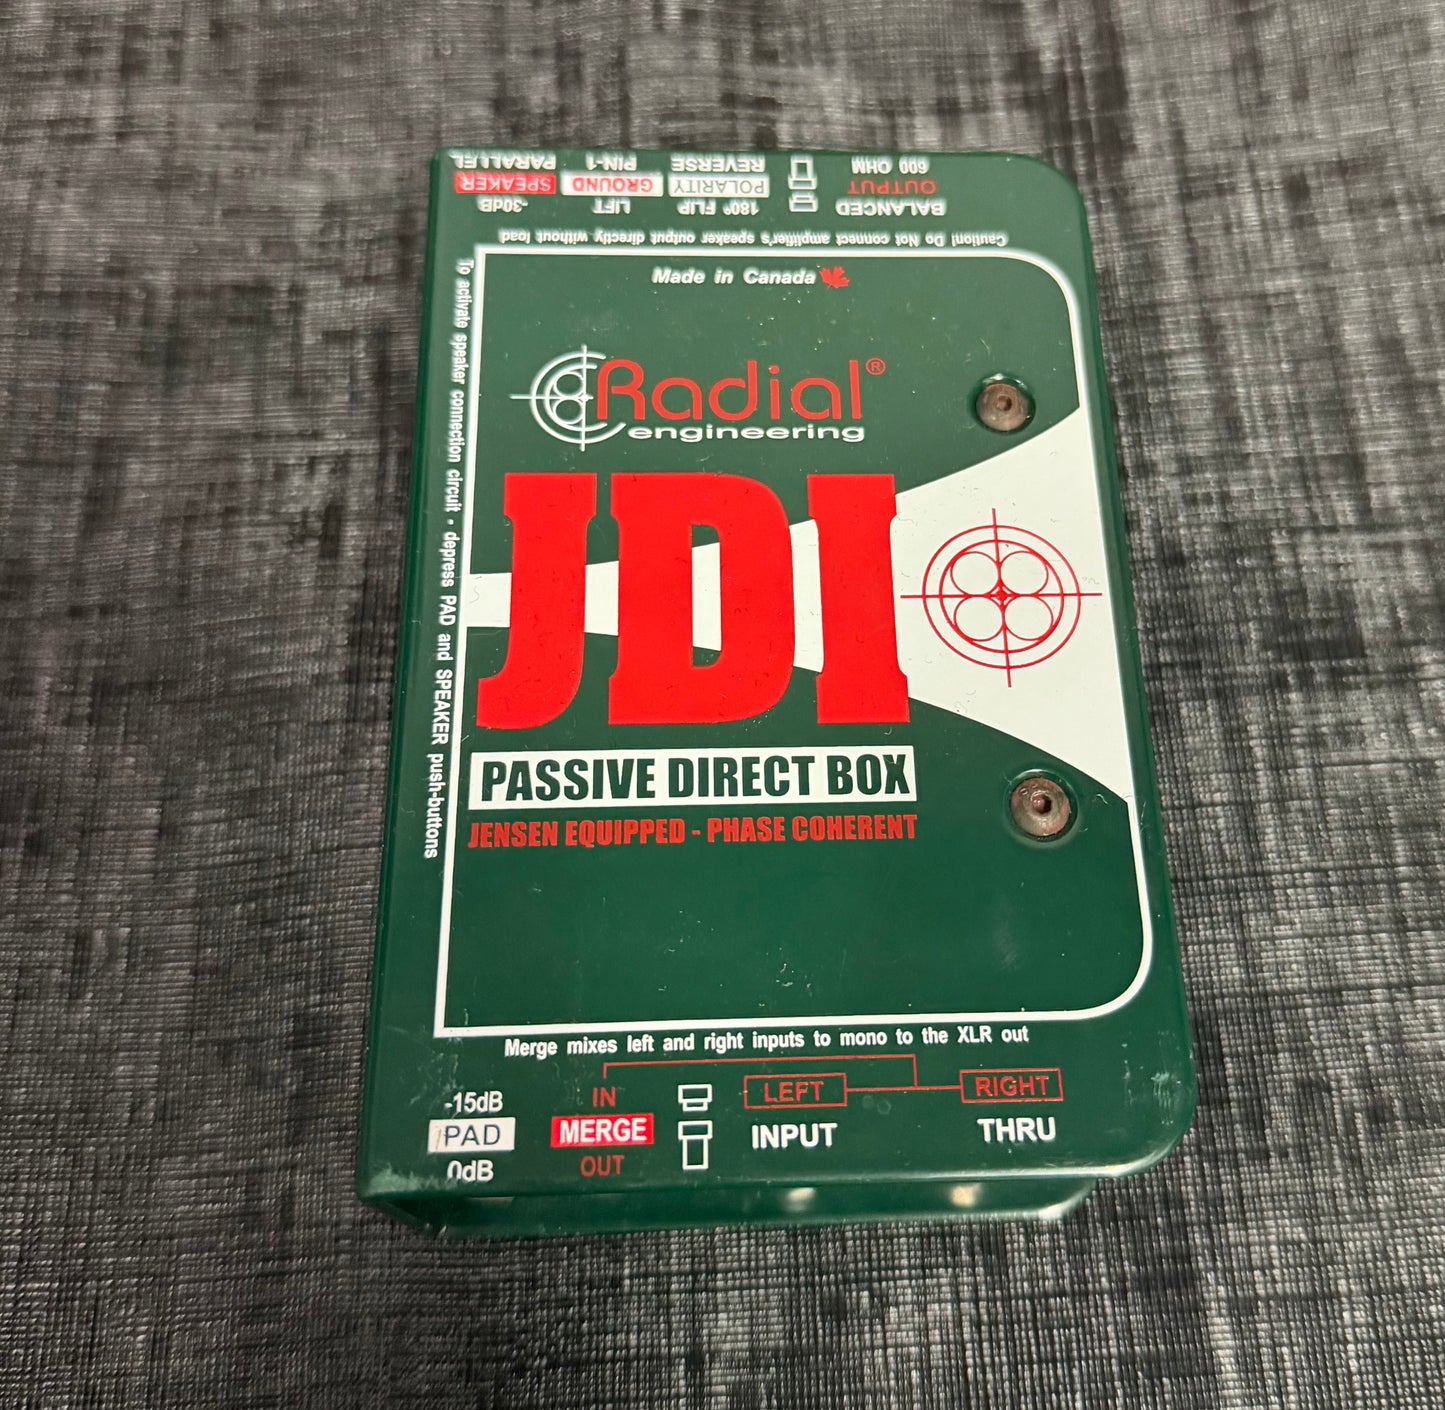 PARALLEL PIN-1 REVERSE 600 OHM
SPEAKER GROUND POLARITY OUTPUT
-30dB LIFT 180° FLIP BALANCED
Caution! Do Not connect amplifier's speaker output directly without load
To activate speaker connection circuit - depress PAD and SPEAKER push-buttons
Made in Canada
Radial®
engineering
JDI
PASSIVE DIRECT BOX
JENSEN EQUIPPED - PHASE COHERENT
Merge mixes left and right inputs to mono to the XLR out
-15dB IN LEFT RIGHT
PAD MERGE INPUT THRU
0dB OUT